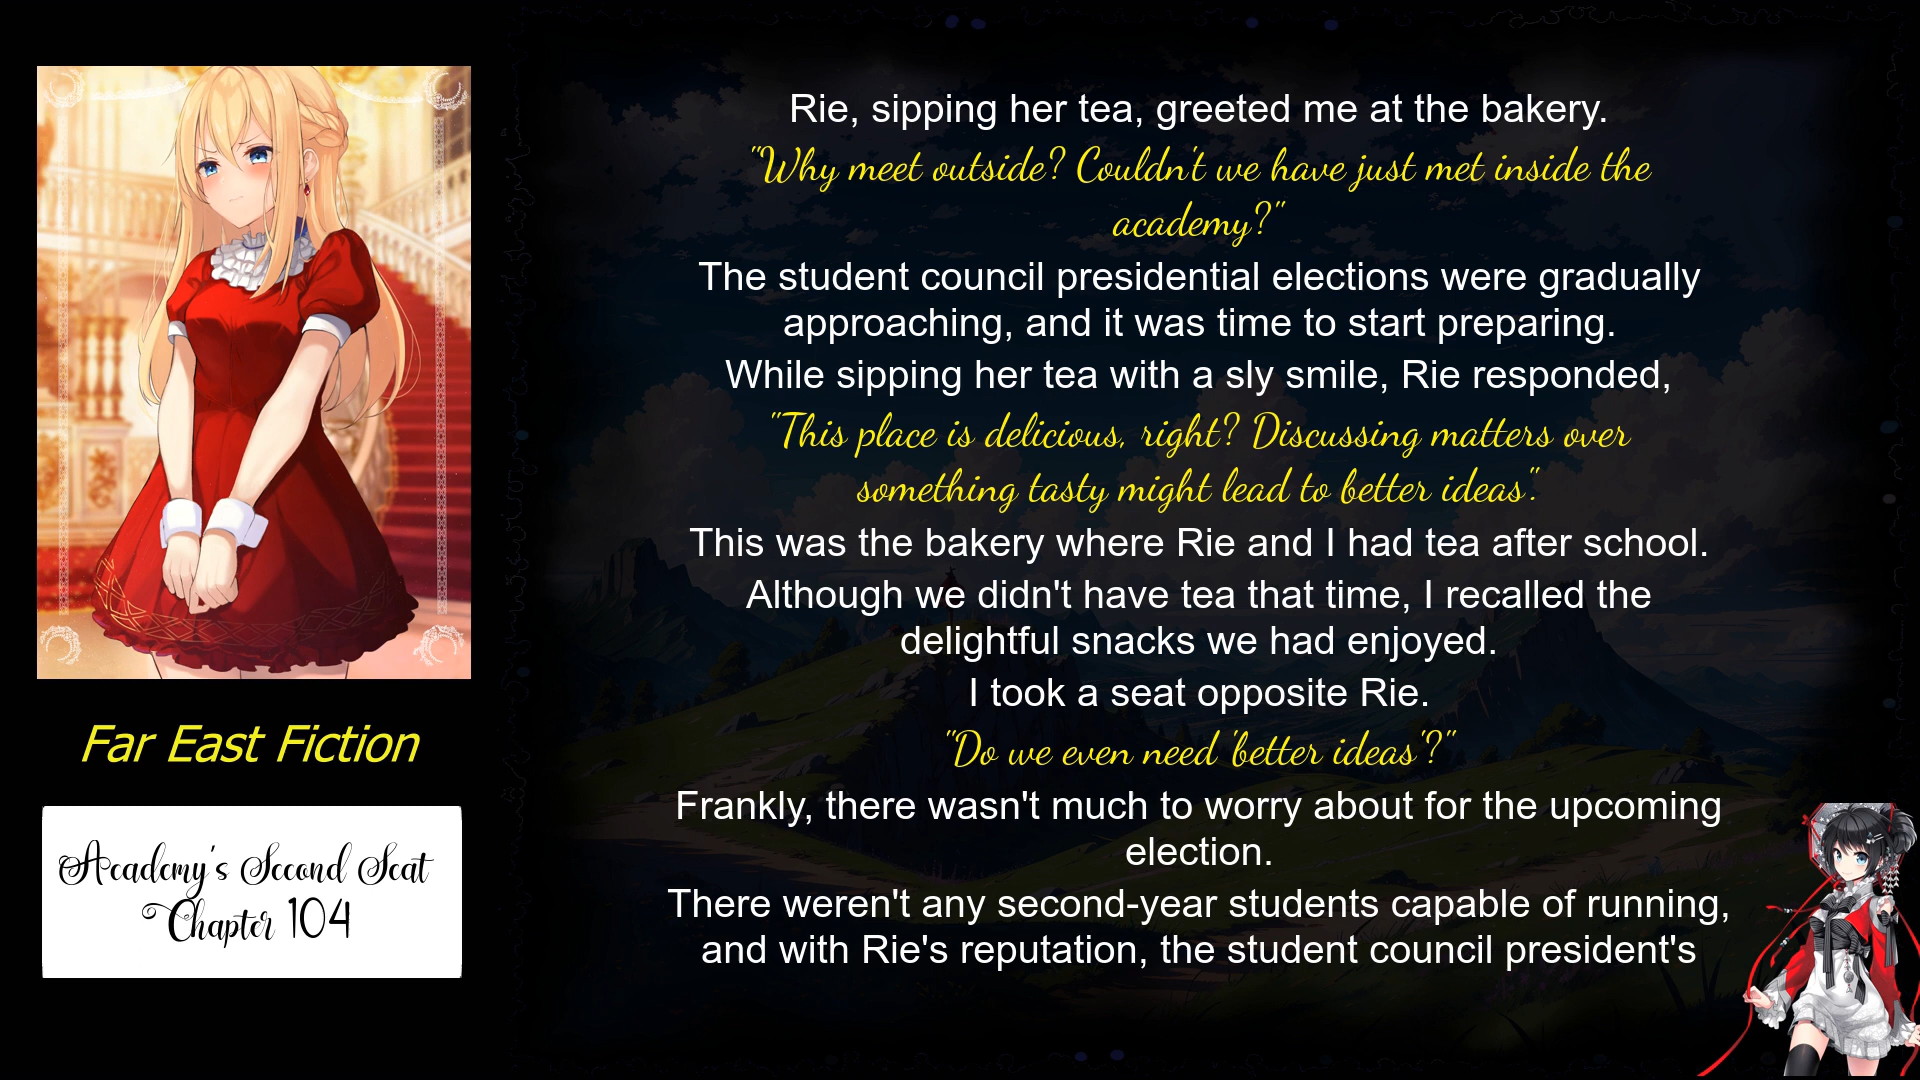 Rie, sipping her tea, greeted me at the bakery.
"Why meet outside? Couldn't we have just met inside the
academy?"
The student council presidential elections were gradually
approaching, and it was time to start preparing.
While sipping her tea with a sly smile, Rie responded,
"This place is delicious, right? Discussing matters over
something tasty might lead to better ideas."
This was the bakery where Rie and I had tea after school.
Although we didn't have tea that time, I recalled the
delightful snacks we had enjoyed.
I took a seat opposite Rie.
"Do we even need 'better ideas'?"
Frankly, there wasn't much to worry about for the upcoming
election.
There weren't any second-year students capable of running,
and with Rie's reputation, the student council president's
Far East Fiction
Academy's Second Seat
Chapter 104